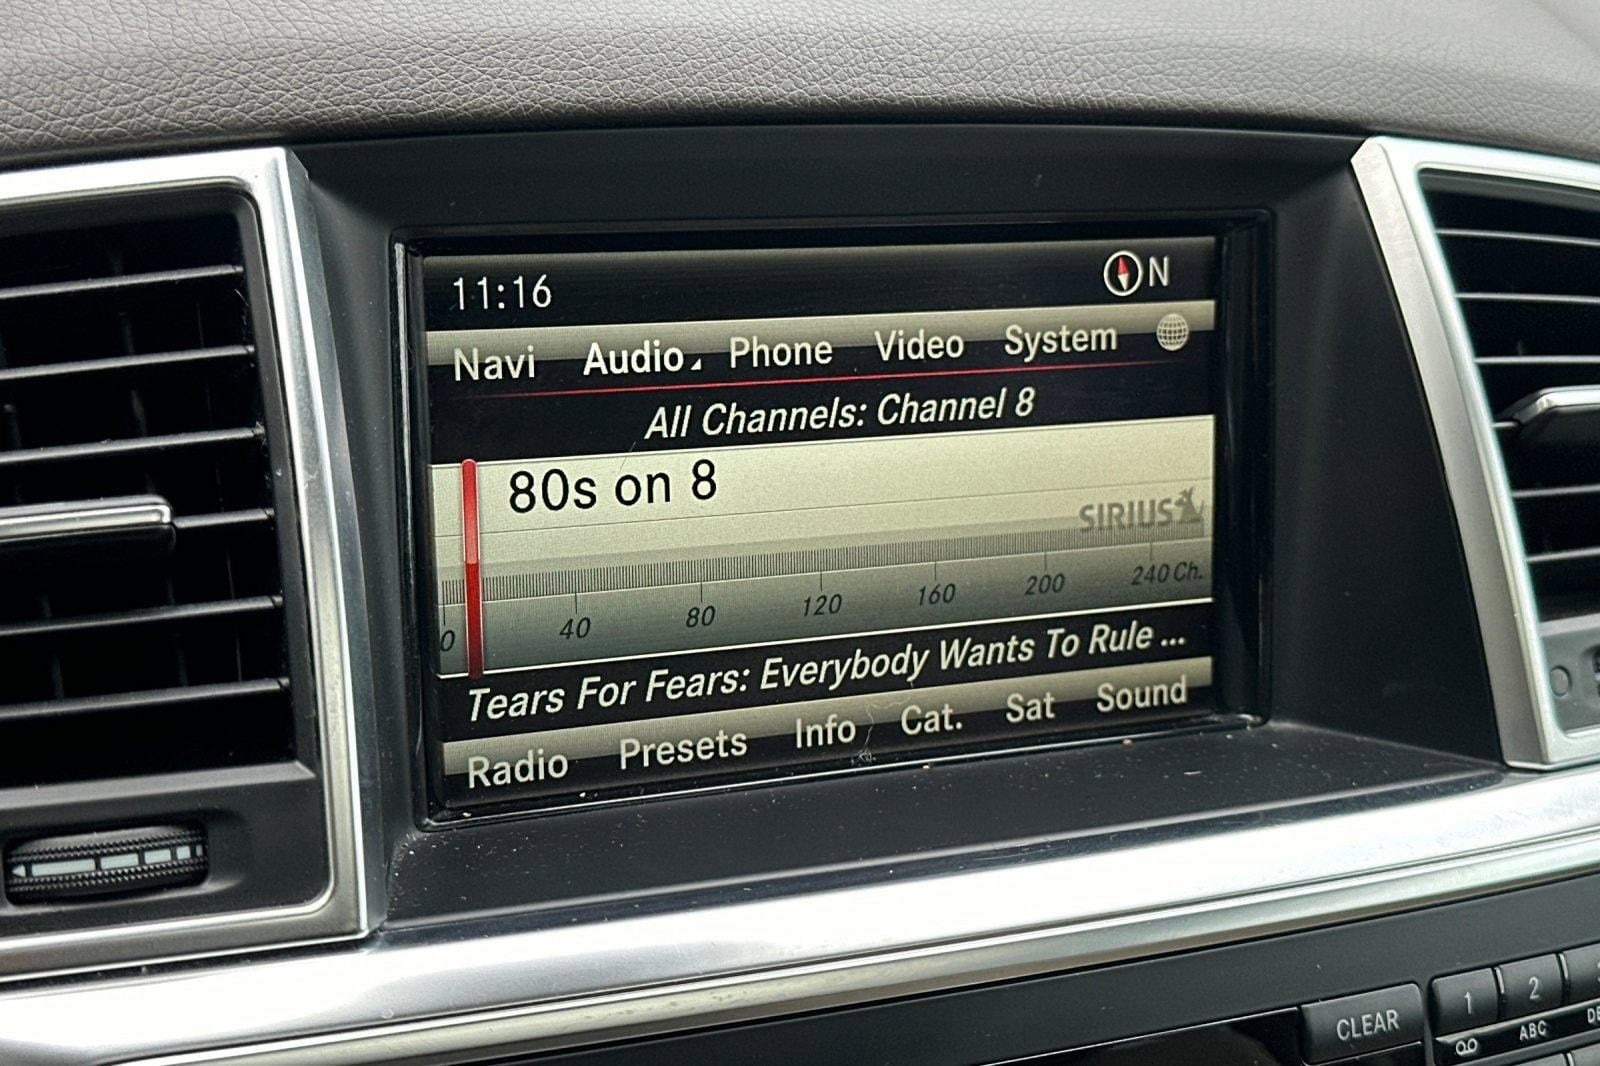 11:16 N
Navi Audio Phone Video System
All Channels: Channel 8
80s on 8
SIRIUS
0 40 80 120 160 200 240 Ch.
Tears For Fears: Everybody Wants To Rule ...
Radio Presets Info Cat. Sat Sound
CLEAR 1 2
ABC